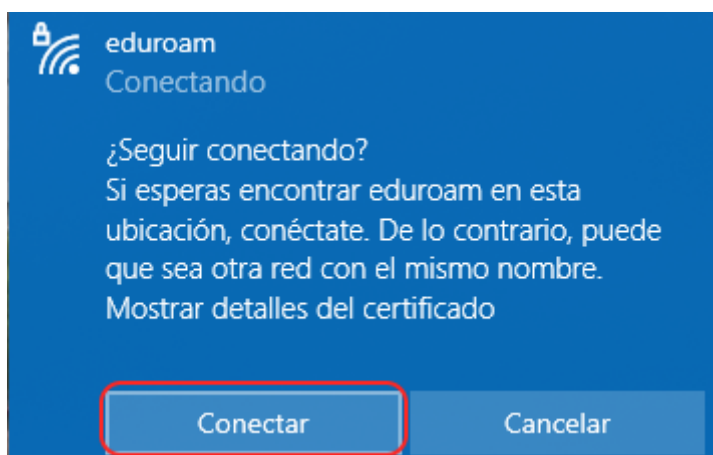 eduroam
Conectando
¿Seguir conectando?
Si esperas encontrar eduroam en esta
ubicación, conéctate. De lo contrario, puede
que sea otra red con el mismo nombre.
Mostrar detalles del certificado
Conectar
Cancelar